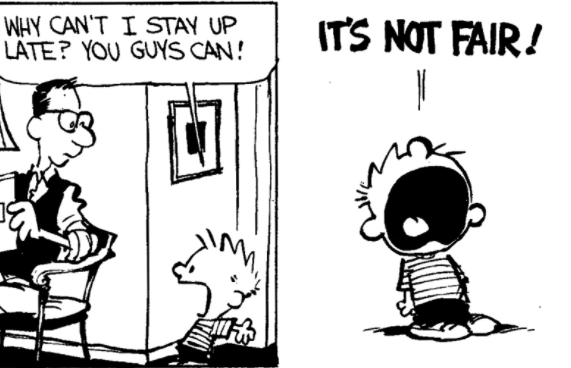 WHY CAN'T I STAY UP
LATE? YOU GUYS CAN!
IT'S NOT FAIR!